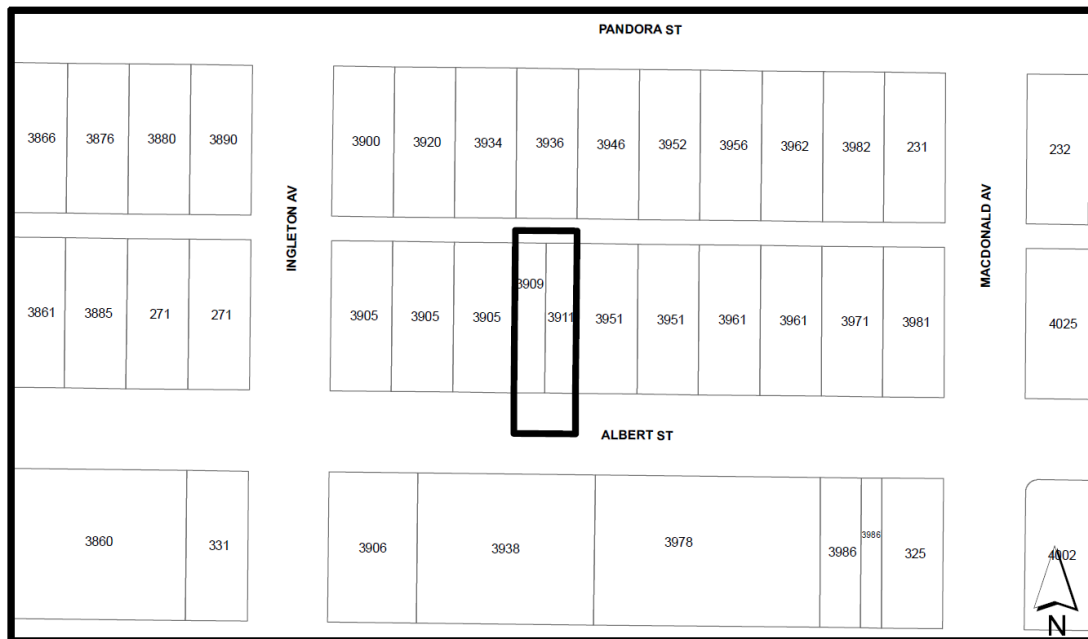 PANDORA ST
3866 3876 3880 3890 3900 3920 3934 3936 3946 3952 3956 3962 3982 231 232
INGLETON AV
MACDONALD AV
3909
3861 3885 271 271 3905 3905 3905 3911 3951 3951 3961 3961 3971 3981 4025
ALBERT ST
3860 331 3906 3938 3978 3986 3986 325 4002
N